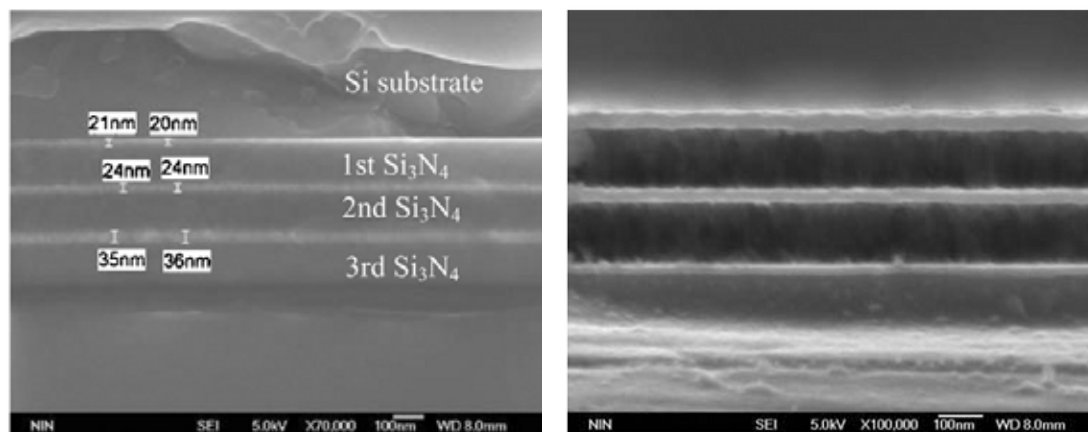 Si substrate
21nm 20nm
1st Si₃N₄
24nm 24nm
2nd Si₃N₄
35nm 36nm
3rd Si₃N₄
NIN SEI 5.0kV X70,000 100nm WD 8.0mm
NIN SEI 5.0kV X100,000 100nm WD 8.0mm